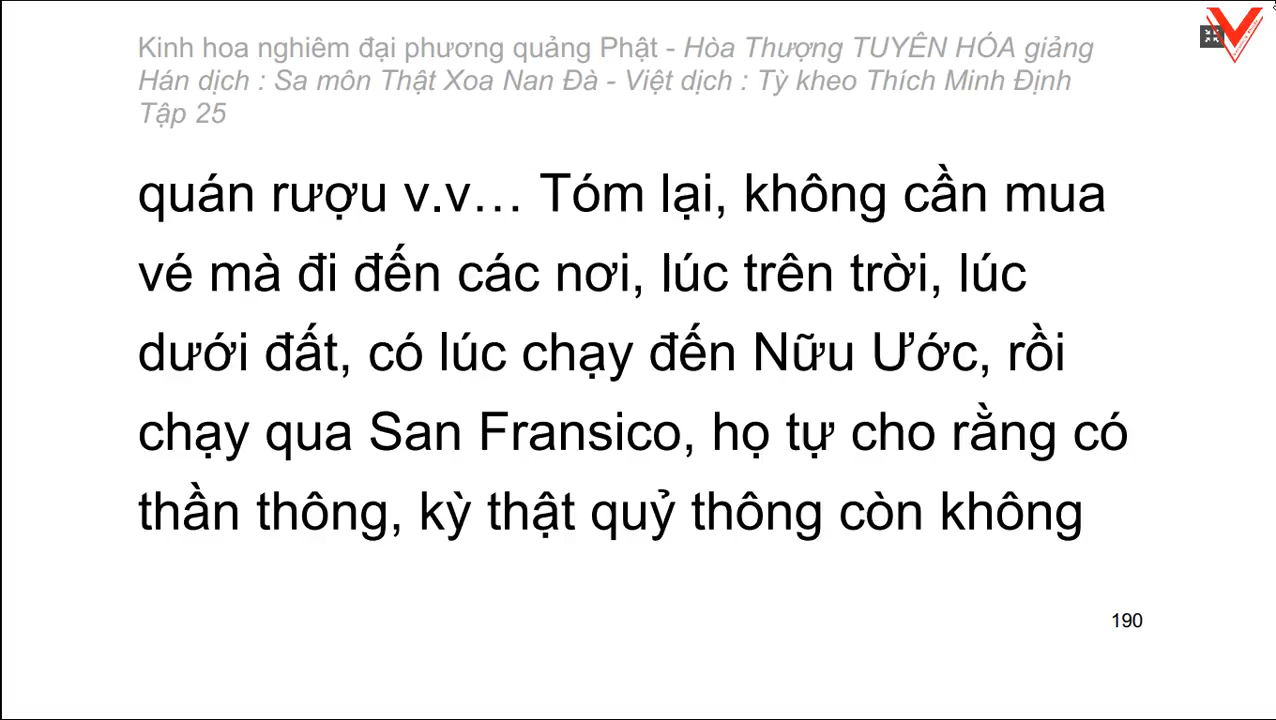 Kinh hoa nghiêm đại phương quảng Phật - Hòa Thượng TUYÊN HÓA giảng
Hán dịch : Sa môn Thật Xoa Nan Đà - Việt dịch : Tỳ kheo Thích Minh Định
Tập 25
quán rượu v.v… Tóm lại, không cần mua
vé mà đi đến các nơi, lúc trên trời, lúc
dưới đất, có lúc chạy đến Nữu Ước, rồi
chạy qua San Fransico, họ tự cho rằng có
thần thông, kỳ thật quỷ thông còn không
190